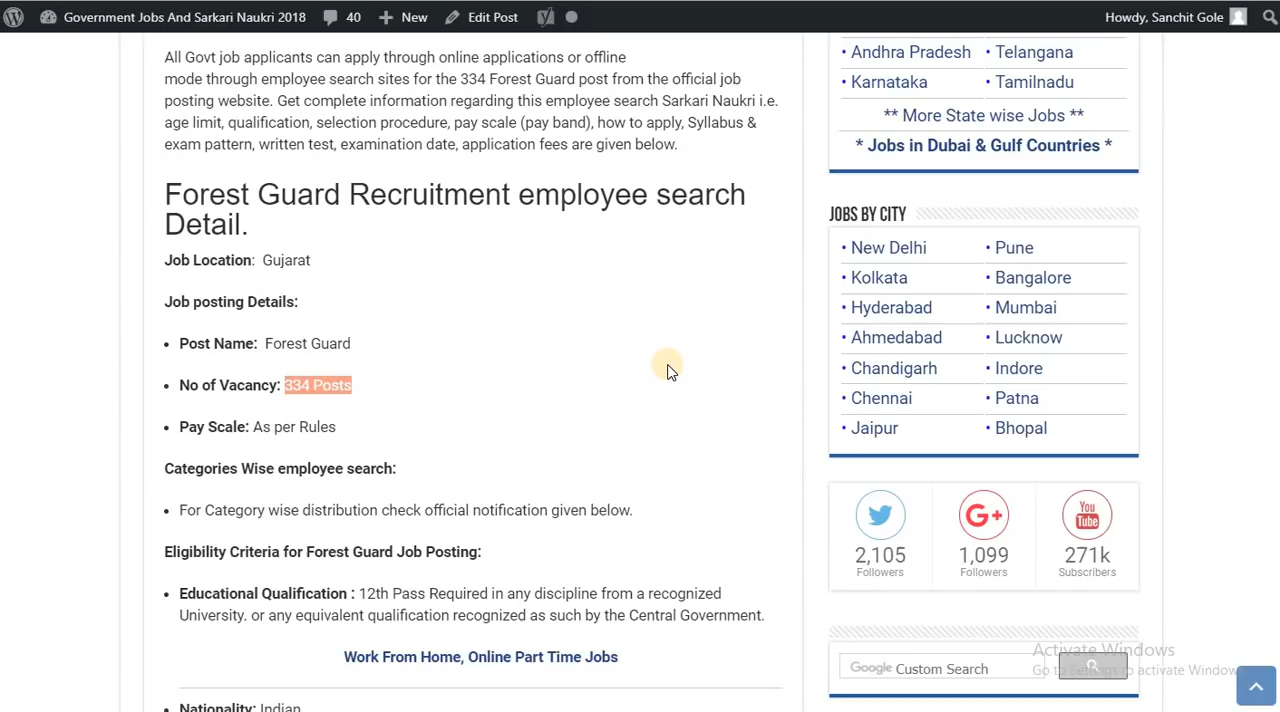 Government Jobs And Sarkari Naukri 2018 40 New Edit Post Howdy, Sanchit Gole
All Govt job applicants can apply through online applications or offline
mode through employee search sites for the 334 Forest Guard post from the official job
posting website. Get complete information regarding this employee search Sarkari Naukri i.e.
age limit, qualification, selection procedure, pay scale (pay band), how to apply, Syllabus &
exam pattern, written test, examination date, application fees are given below.
Forest Guard Recruitment employee search
Detail.
Job Location: Gujarat
Job posting Details:
• Post Name: Forest Guard
• No of Vacancy: 334 Posts
• Pay Scale: As per Rules
Categories Wise employee search:
• For Category wise distribution check official notification given below.
Eligibility Criteria for Forest Guard Job Posting:
• Educational Qualification : 12th Pass Required in any discipline from a recognized
University. or any equivalent qualification recognized as such by the Central Government.
Work From Home, Online Part Time Jobs
• Nationality: Indian
• Andhra Pradesh • Telangana
• Karnataka • Tamilnadu
** More State wise Jobs **
* Jobs in Dubai & Gulf Countries *
JOBS BY CITY
• New Delhi • Pune
• Kolkata • Bangalore
• Hyderabad • Mumbai
• Ahmedabad • Lucknow
• Chandigarh • Indore
• Chennai • Patna
• Jaipur • Bhopal
G+ You Tube
2,105 1,099 271k
Followers Followers Subscribers
Activate Windows
Google Custom Search
Go to Settings to activate Windows